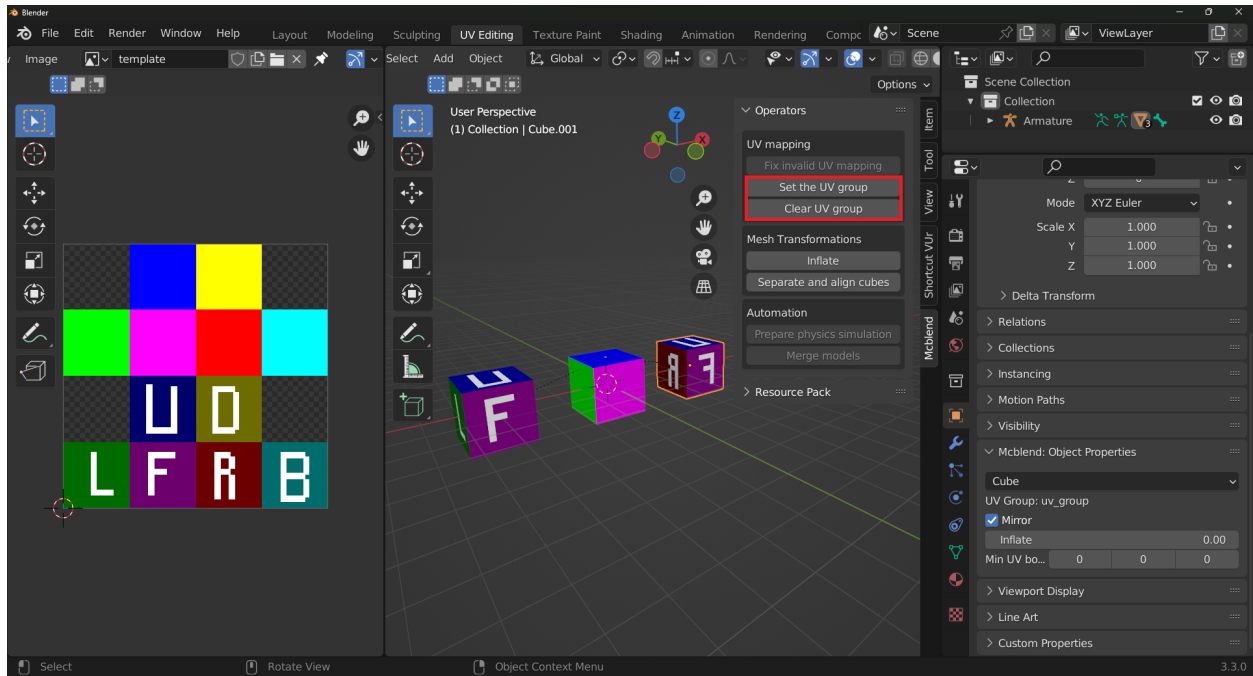 Blender
File Edit Render Window Help Layout Modeling Sculpting UV Editing Texture Paint Shading Animation Rendering Compc Scene ViewLayer
Image template
Select Add Object Global
Options
User Perspective
(1) Collection | Cube.001
Z
Y
X
U
D
L F R B
U
F
L
R
F
Operators
UV mapping
Fix invalid UV mapping
Set the UV group
Clear UV group
Mesh Transformations
Inflate
Separate and align cubes
Automation
Prepare physics simulation
Merge models
Resource Pack
Item
Tool
View
Shortcut VUr
Mcblend
Scene Collection
Collection
Armature 3
Z 0
Mode XYZ Euler
Scale X 1.000
Y 1.000
Z 1.000
Delta Transform
Relations
Collections
Instancing
Motion Paths
Visibility
Mcblend: Object Properties
Cube
UV Group: uv_group
Mirror
Inflate 0.00
Min UV bo... 0 0 0
Viewport Display
Line Art
Custom Properties
Select Rotate View Object Context Menu 3.3.0